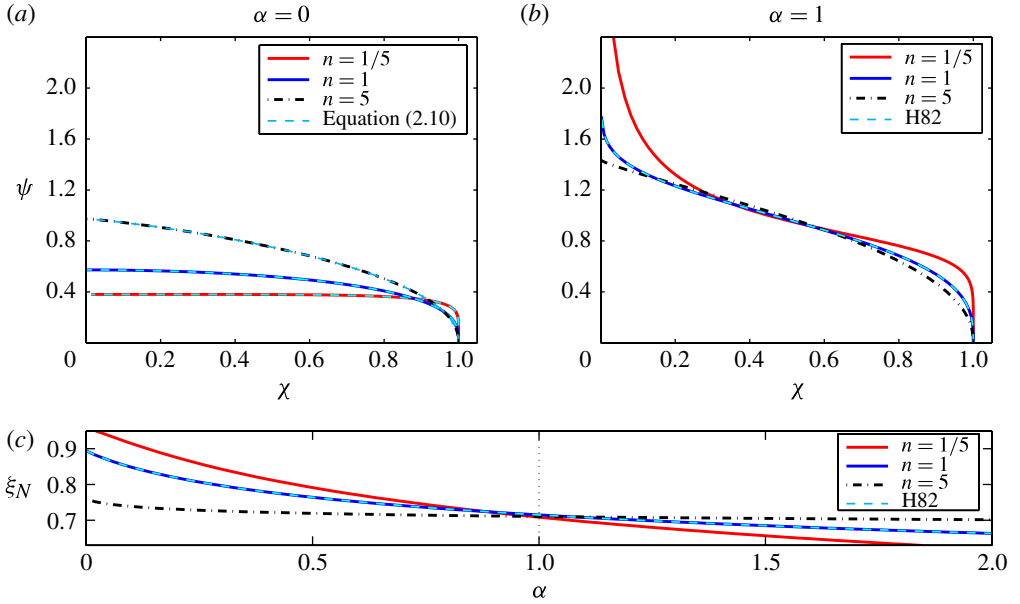 (a) α = 0
2.0
1.6
1.2
0.8
0.4
0
ψ
0.2 0.4 0.6 0.8 1.0
χ
n = 1/5
n = 1
n = 5
Equation (2.10)
(b) α = 1
2.0
1.6
1.2
0.8
0.4
0
0.2 0.4 0.6 0.8 1.0
χ
n = 1/5
n = 1
n = 5
H82
(c)
0.9
0.8
0.7
ξN
0 0.5 1.0 1.5 2.0
α
n = 1/5
n = 1
n = 5
H82